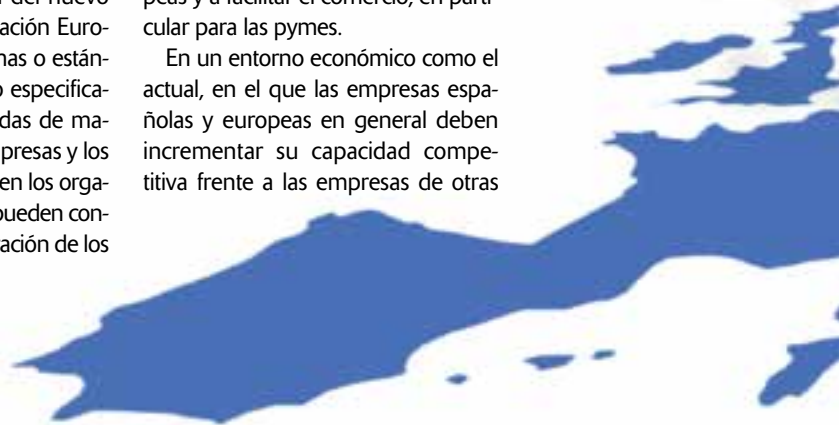 del nuevo
ación Euro-
nas o están-
o especifica-
das de ma-
presas y los
en los orga-
pueden con-
ación de los
peas y a facilitar el comercio, en parti-
cular para las pymes.
En un entorno económico como el
actual, en el que las empresas espa-
ñolas y europeas en general deben
incrementar su capacidad compe-
titiva frente a las empresas de otras